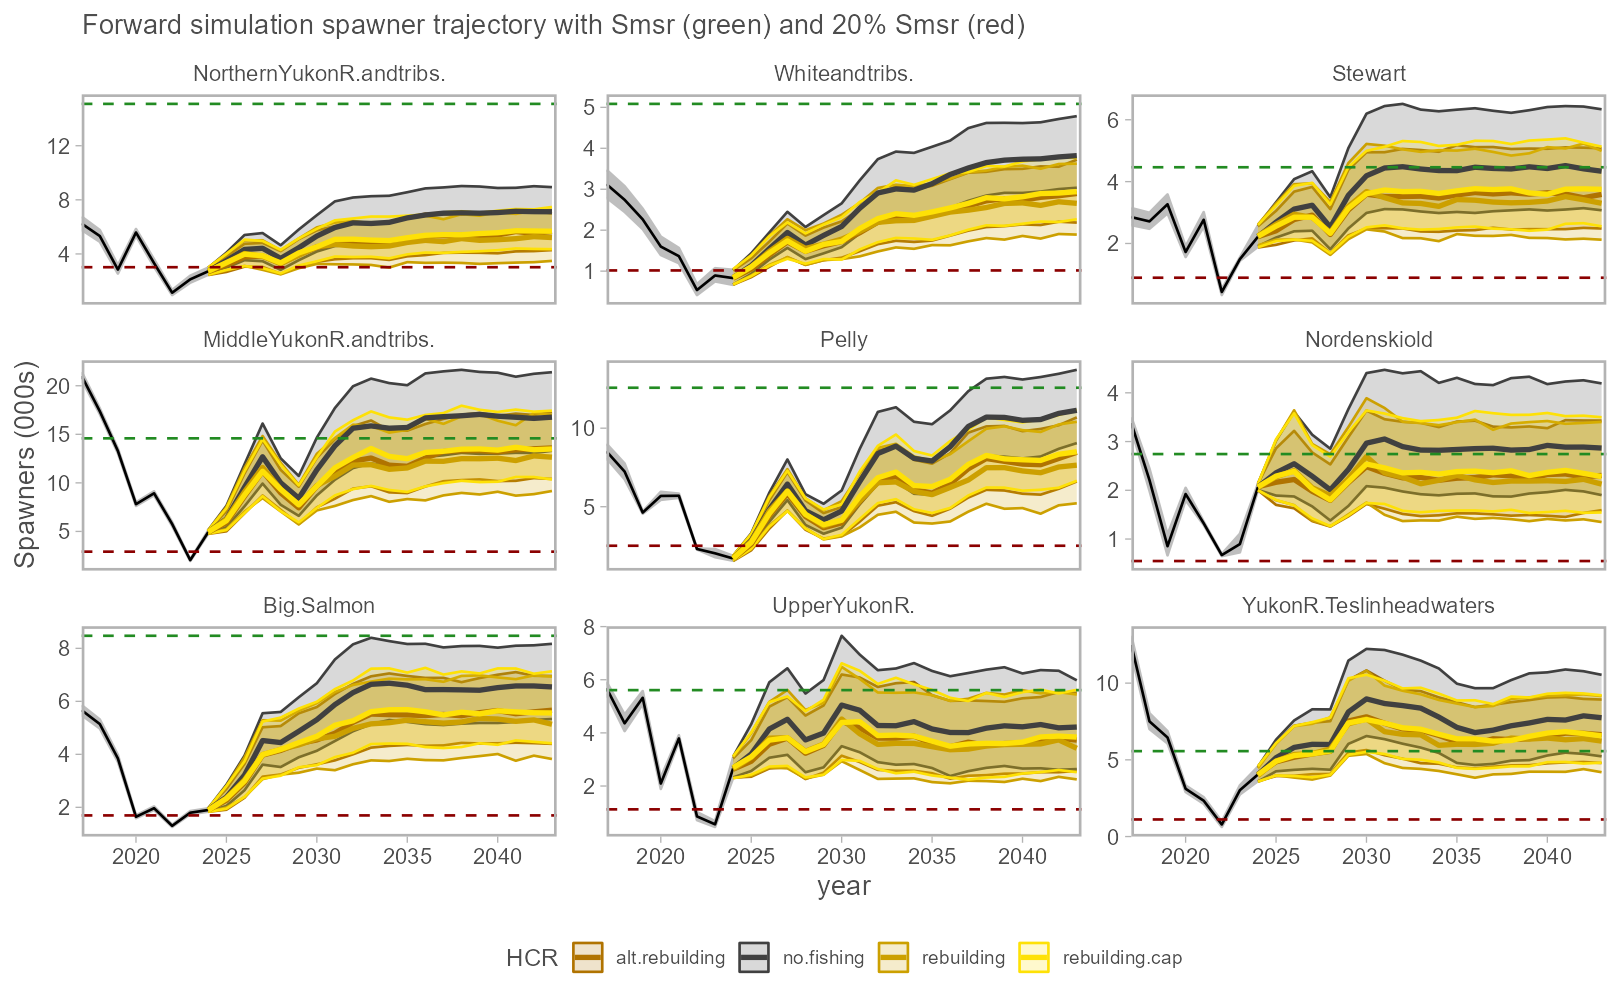 Forward simulation spawner trajectory with Smsr (green) and 20% Smsr (red)
NorthernYukonR.andtribs.
Whiteandtribs.
Stewart
12
8
4
5
4
3
2
1
6
4
2
MiddleYukonR.andtribs.
Pelly
Nordenskiold
20
15
10
5
10
5
4
3
2
1
Spawners (000s)
Big.Salmon
UpperYukonR.
YukonR.Teslinheadwaters
8
6
4
2
8
6
4
2
10
5
0
2020 2025 2030 2035 2040
2020 2025 2030 2035 2040
2020 2025 2030 2035 2040
year
HCR alt.rebuilding no.fishing rebuilding rebuilding.cap